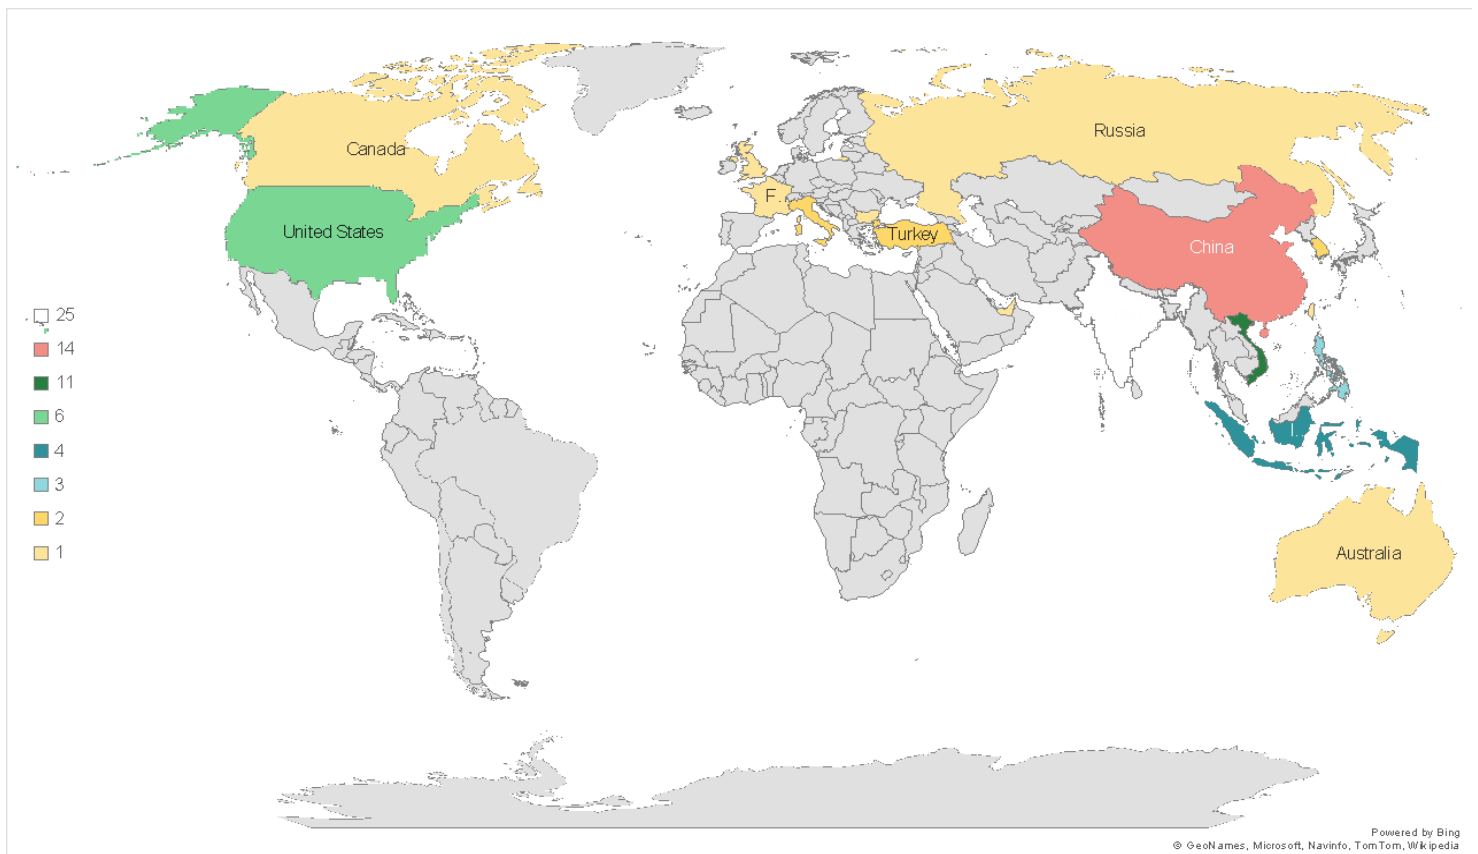 Canada
Russia
F...
United States
Turkey
China
25
14
11
6
4
3
2
1
Australia
Powered by Bing
© GeoNames, Microsoft, Navinfo, TomTom, Wikipedia